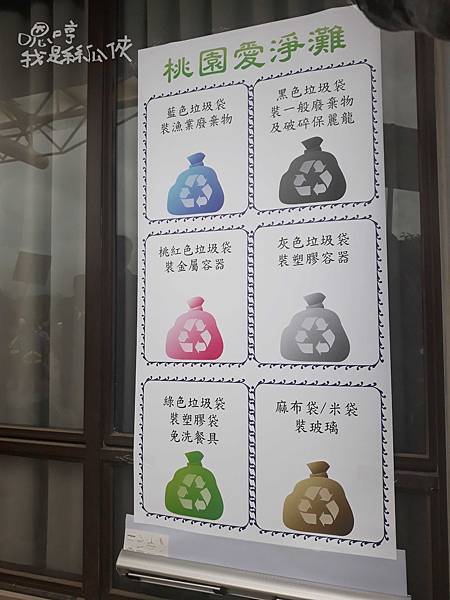 嗯哼
我是絲瓜俠
桃園愛淨灘
藍色垃圾袋
裝漁業廢棄物
黑色垃圾袋
裝一般廢棄物
及破碎保麗龍
桃紅色垃圾袋
裝金屬容器
灰色垃圾袋
裝塑膠容器
綠色垃圾袋
裝塑膠袋
免洗餐具
麻布袋/米袋
裝玻璃